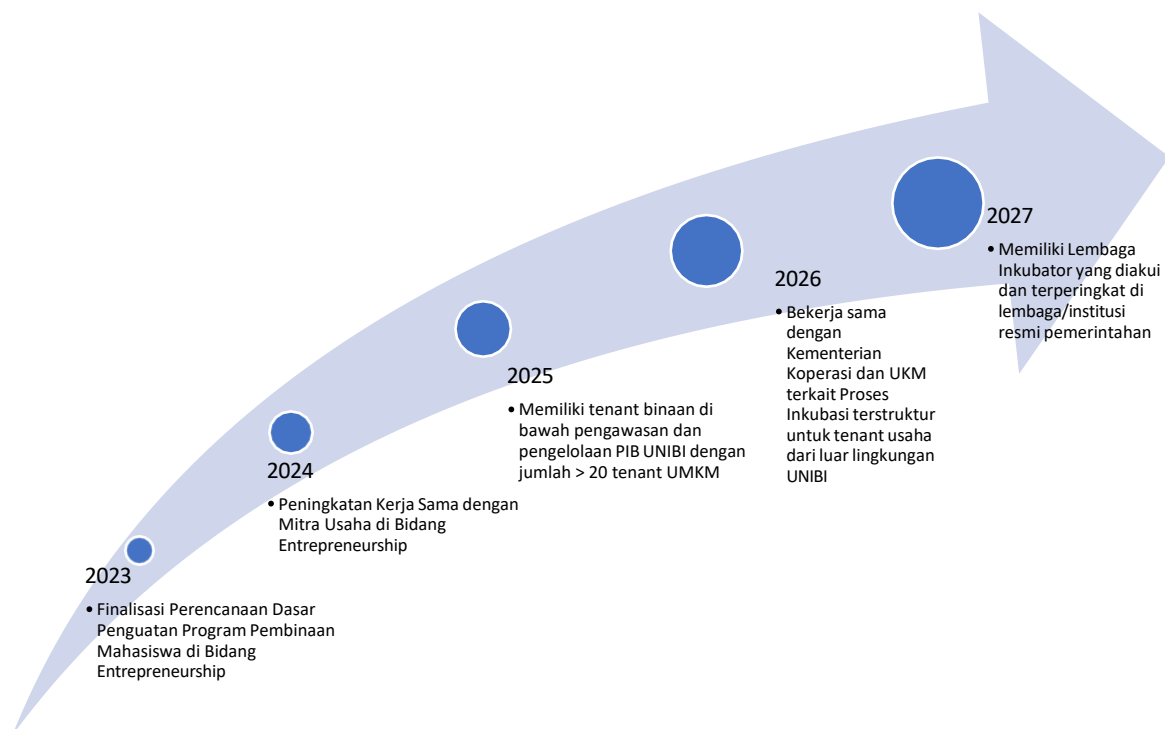 2023
• Finalisasi Perencanaan Dasar
Penguatan Program Pembinaan
Mahasiswa di Bidang
Entrepreneurship
2024
• Peningkatan Kerja Sama dengan
Mitra Usaha di Bidang
Entrepreneurship
2025
• Memiliki tenant binaan di
bawah pengawasan dan
pengelolaan PIB UNIBI dengan
jumlah > 20 tenant UMKM
2026
• Bekerja sama
dengan
Kementerian
Koperasi dan UKM
terkait Proses
Inkubasi terstruktur
untuk tenant usaha
dari luar lingkungan
UNIBI
2027
• Memiliki Lembaga
Inkubator yang diakui
dan terperingkat di
lembaga/institusi
resmi pemerintahan